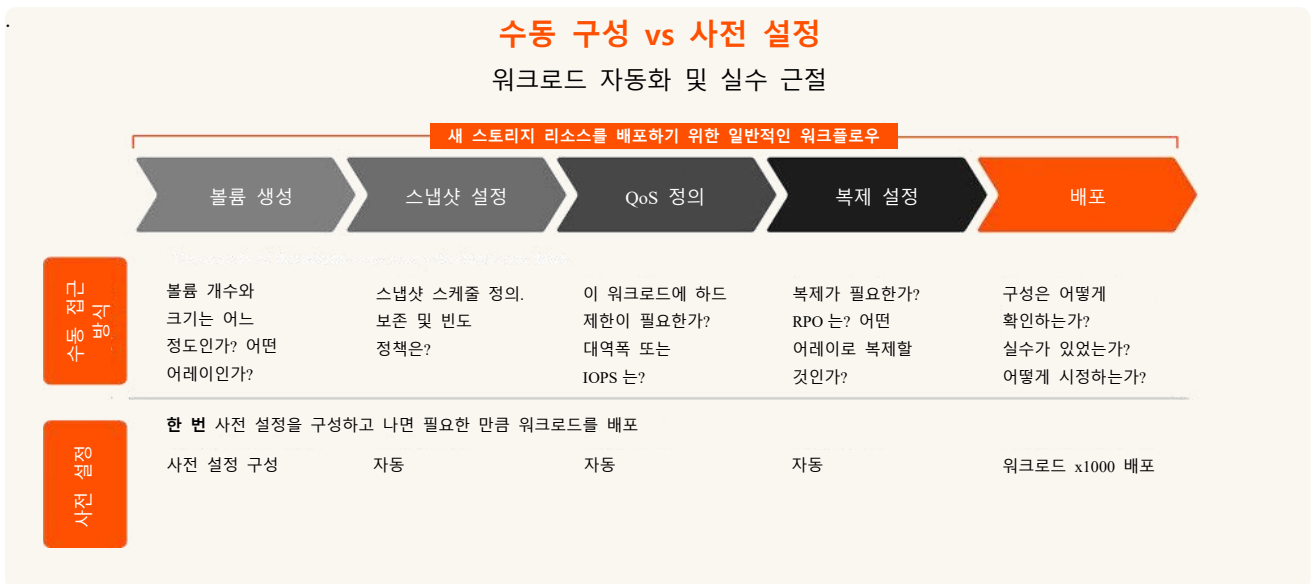 .
수동 구성 vs 사전 설정
워크로드 자동화 및 실수 근절
새 스토리지 리소스를 배포하기 위한 일반적인 워크플로우
볼륨 생성
스냅샷 설정
QoS 정의
복제 설정
배포
수동 접근
방식
볼륨 개수와
크기는 어느
정도인가? 어떤
어레이인가?
스냅샷 스케줄 정의.
보존 및 빈도
정책은?
이 워크로드에 하드
제한이 필요한가?
대역폭 또는
IOPS 는?
복제가 필요한가?
RPO 는? 어떤
어레이로 복제할
것인가?
구성은 어떻게
확인하는가?
실수가 있었는가?
어떻게 시정하는가?
사전 설정
한 번 사전 설정을 구성하고 나면 필요한 만큼 워크로드를 배포
사전 설정 구성
자동
자동
자동
워크로드 x1000 배포